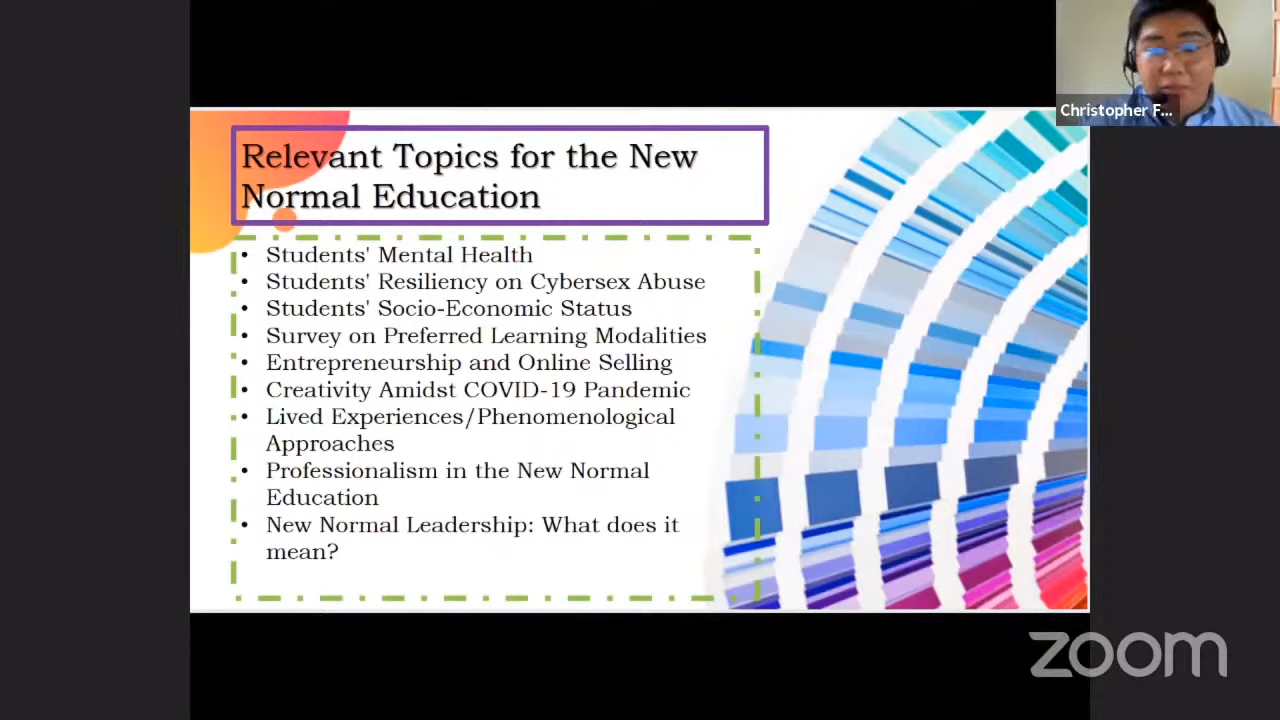 Christopher F...
Relevant Topics for the New
Normal Education
• Students' Mental Health
• Students' Resiliency on Cybersex Abuse
• Students' Socio-Economic Status
• Survey on Preferred Learning Modalities
• Entrepreneurship and Online Selling
• Creativity Amidst COVID-19 Pandemic
• Lived Experiences/Phenomenological
Approaches
• Professionalism in the New Normal
Education
• New Normal Leadership: What does it
mean?
zoom